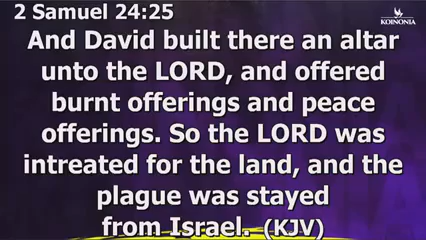 2 Samuel 24:25
KOINONIA
And David built there an altar
unto the LORD, and offered
burnt offerings and peace
offerings. So the LORD was
intreated for the land, and the
plague was stayed
from Israel. (KJV)